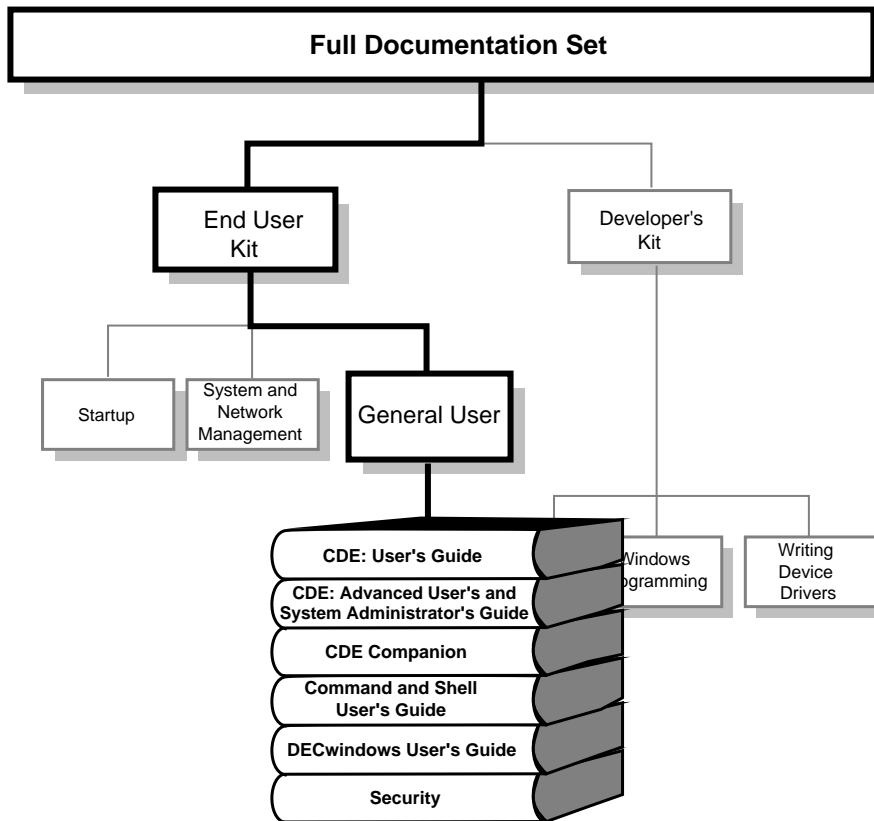 Full Documentation Set
End User
Kit
Developer's
Kit
Startup
System and
Network
Management
General User
CDE: User's Guide
CDE: Advanced User's and
System Administrator's Guide
CDE Companion
Command and Shell
User's Guide
DECwindows User's Guide
Security
Writing
Device
Drivers